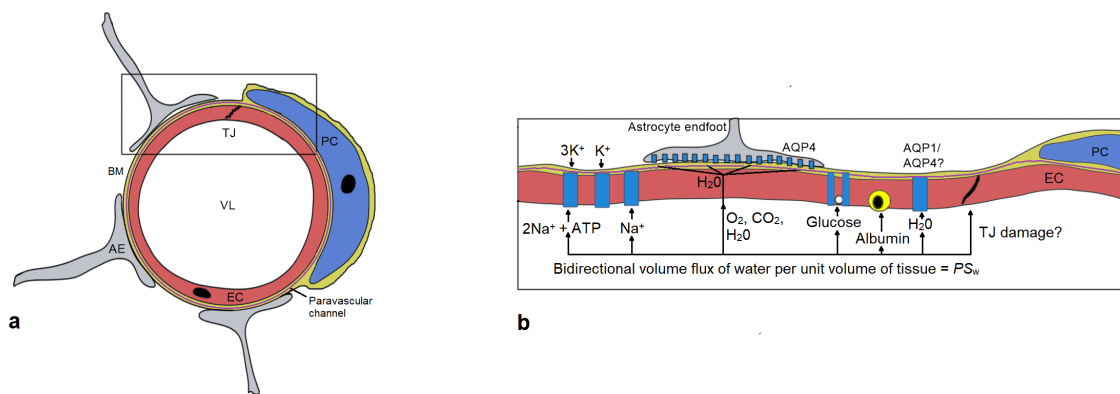 TJ
PC
BM
VL
AE
EC
Paravascular
channel
a
Astrocyte endfoot
AQP4
AQP1/
AQP4?
PC
3K⁺
K⁺
H₂0
EC
2Na⁺ + ATP
Na⁺
O₂, CO₂,
H₂0
Glucose
Albumin
H₂0
TJ damage?
Bidirectional volume flux of water per unit volume of tissue = PSw
b